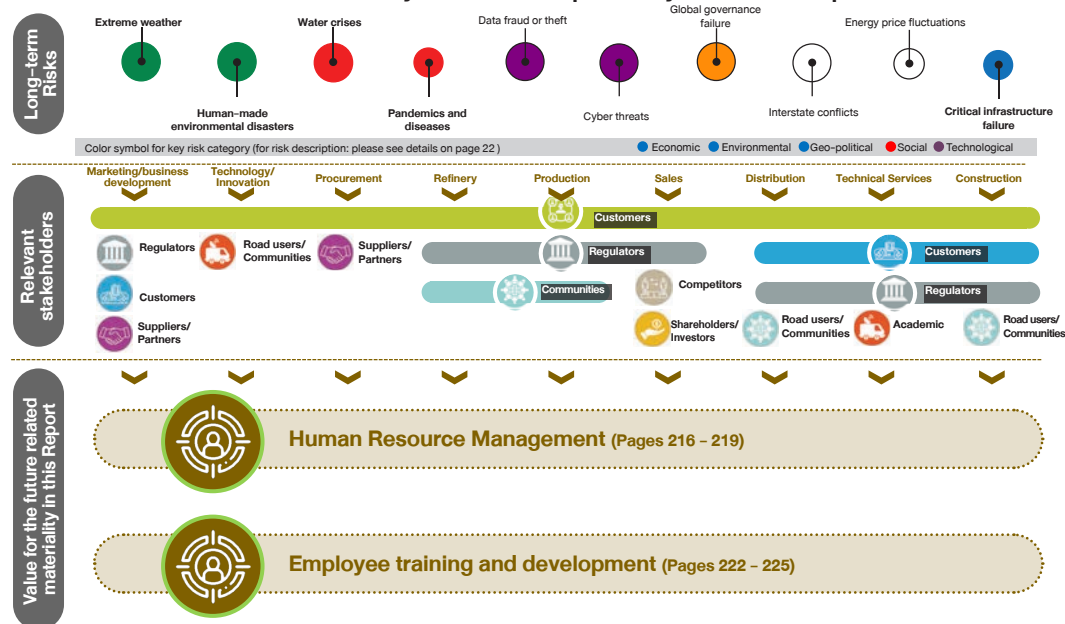 Long-term
Risks
Extreme weather
Water crises
Data fraud or theft
Global governance
failure
Energy price fluctuations
Human-made
environmental disasters
Pandemics and
diseases
Cyber threats
Interstate conflicts
Critical infrastructure
failure
Color symbol for key risk category (for risk description: please see details on page 22 )
Economic
Environmental
Geo-political
Social
Technological
Relevant
stakeholders
Marketing/business
development
Technology/
Innovation
Procurement
Refinery
Production
Sales
Distribution
Technical Services
Construction
Customers
Regulators
Road users/
Communities
Suppliers/
Partners
Regulators
Customers
Customers
Communities
Competitors
Regulators
Suppliers/
Partners
Shareholders/
Investors
Road users/
Communities
Academic
Road users/
Communities
Value for the future related
materiality in this Report
Human Resource Management (Pages 216 – 219)
Employee training and development (Pages 222 – 225)